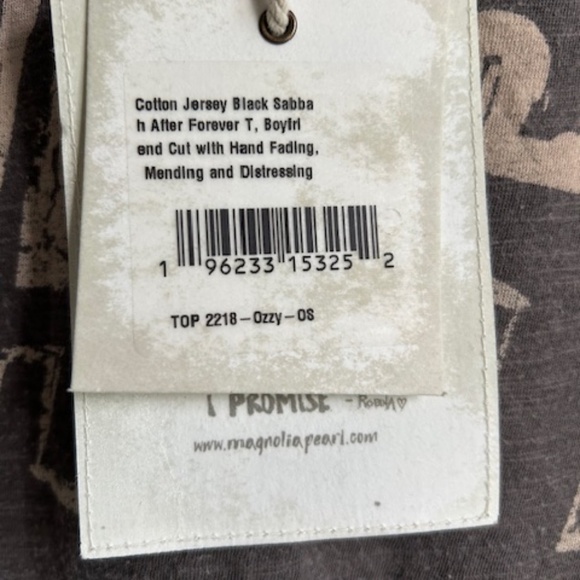 Cotton Jersey Black Sabba
h After Forever T, Boyfri
end Cut with Hand Fading,
Mending and Distressing
1 96233 15325 2
TOP 2218-Ozzy-OS
I PROMISE - Robin♡
www.magnoliapearl.com